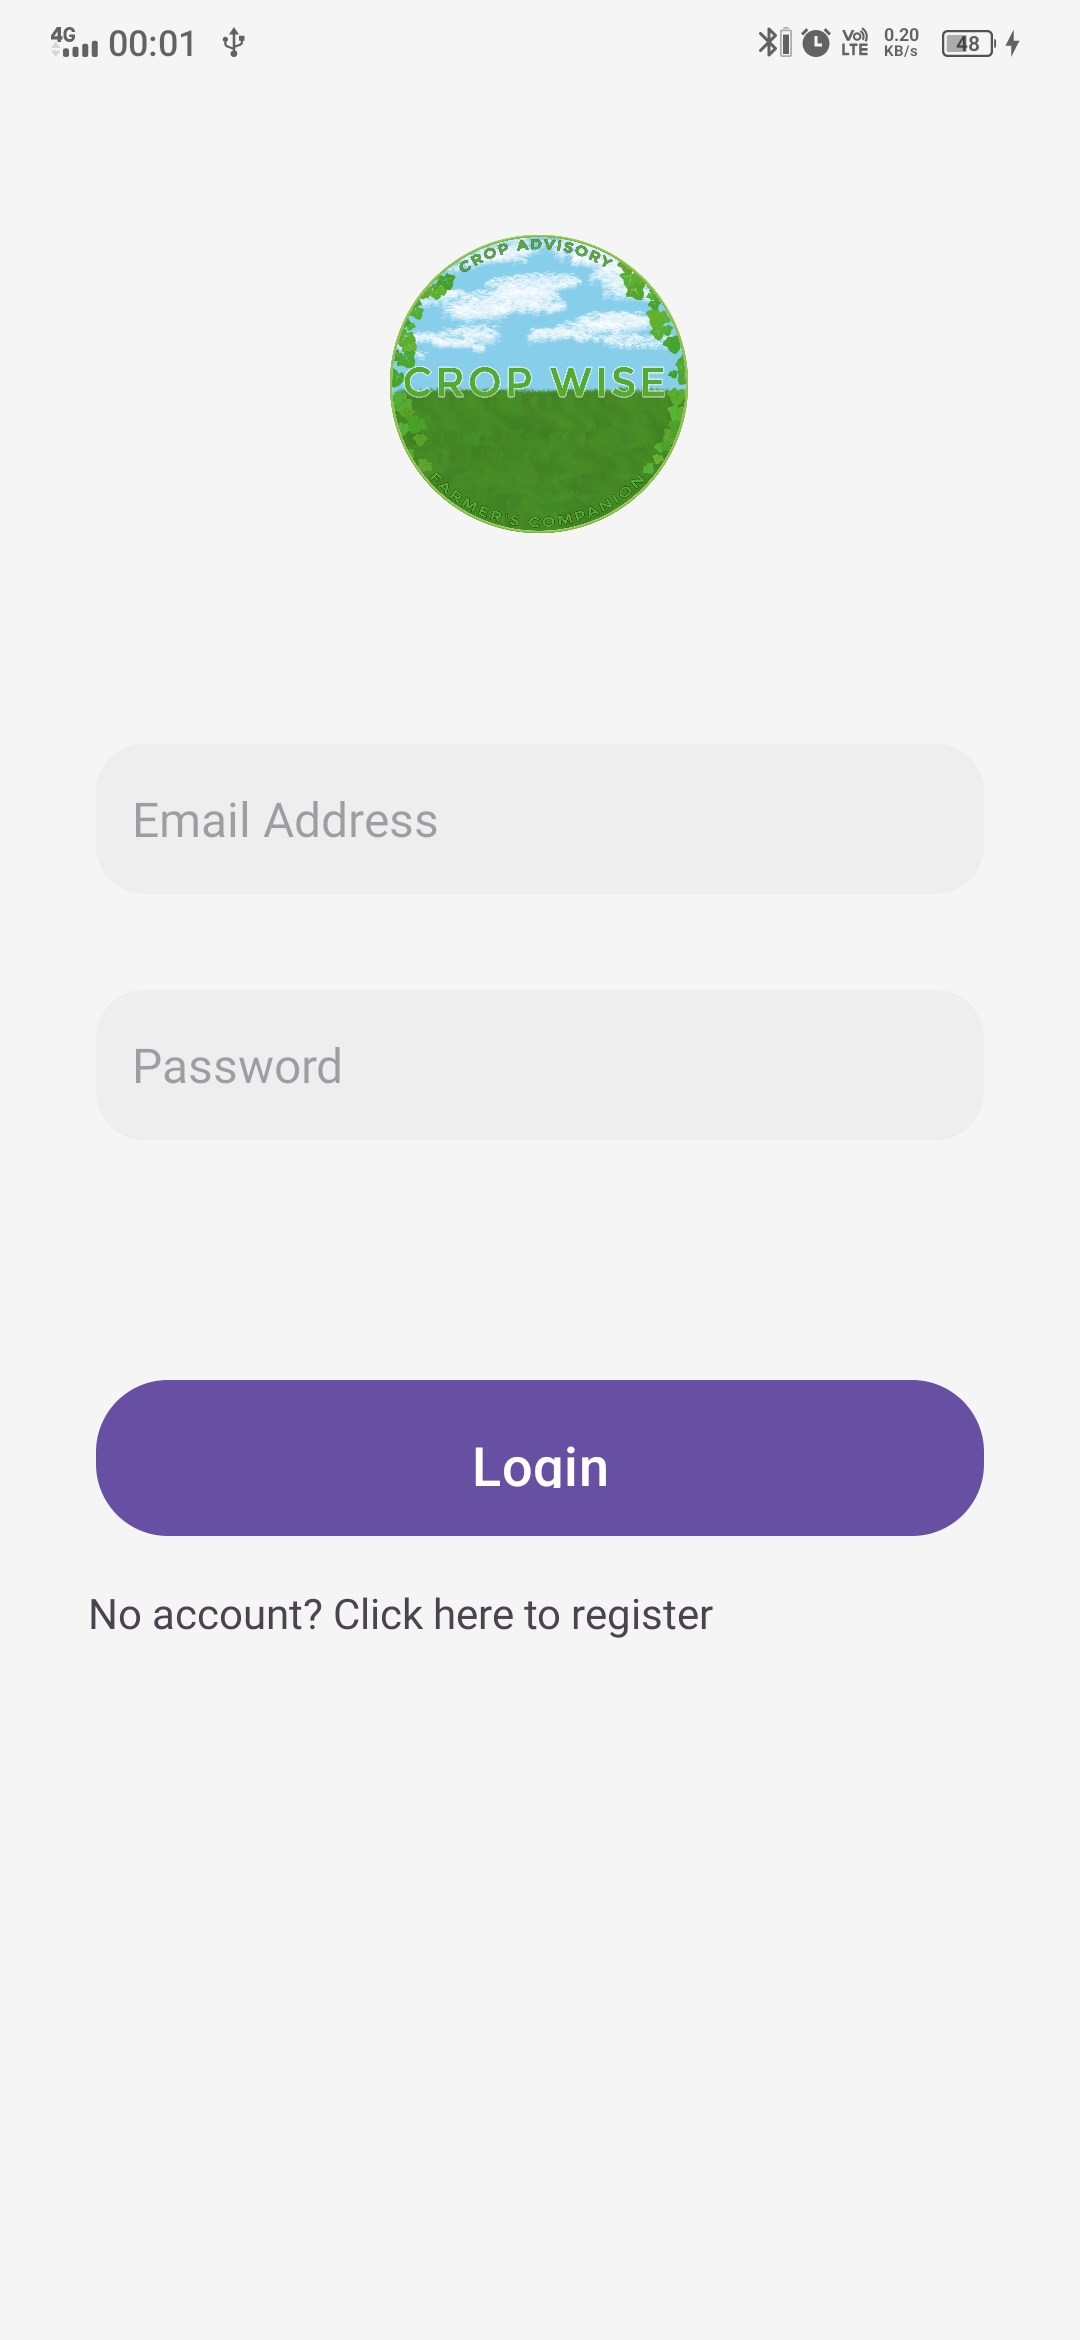 4G 00:01 Vo) LTE 0.20 KB/s 48
CROP ADVISORY
CROP WISE
FARMER'S COMPANION
Email Address
Password
Login
No account? Click here to register